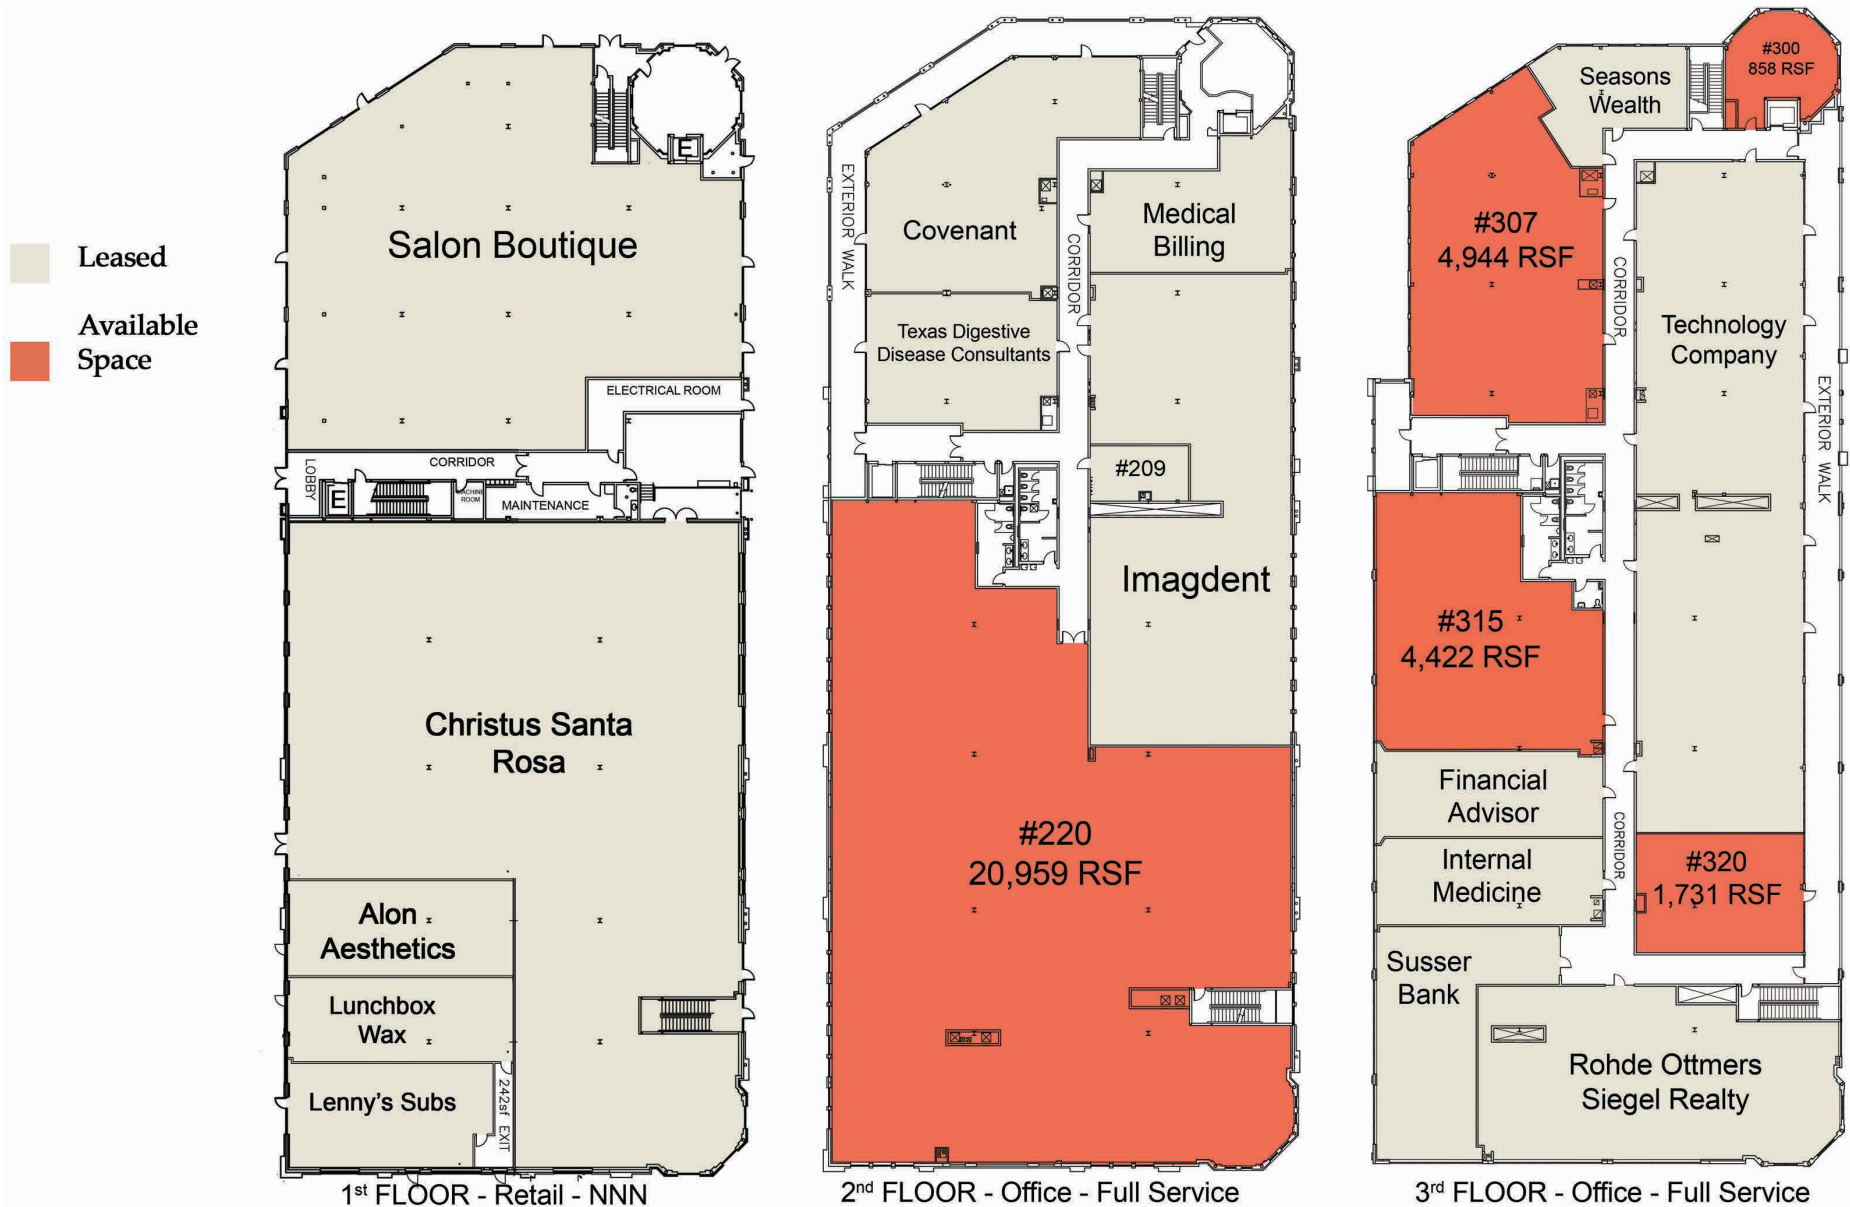 Leased
Available
Space
Salon Boutique
E
ELECTRICAL ROOM
CORRIDOR
LOBBY
E
MACHINE
ROOM
MAINTENANCE
Christus Santa
Rosa
Alon
Aesthetics
Lunchbox
Wax
Lenny's Subs
242sf EXIT
1st FLOOR - Retail - NNN
EXTERIOR WALK
Covenant
CORRIDOR
Medical
Billing
Texas Digestive
Disease Consultants
#209
Imagdent
#220
20,959 RSF
2nd FLOOR - Office - Full Service
#300
858 RSF
Seasons
Wealth
#307
4,944 RSF
CORRIDOR
Technology
Company
EXTERIOR WALK
#315
4,422 RSF
Financial
Advisor
CORRIDOR
Internal
Medicine
#320
1,731 RSF
Susser
Bank
Rohde Ottmers
Siegel Realty
3rd FLOOR - Office - Full Service